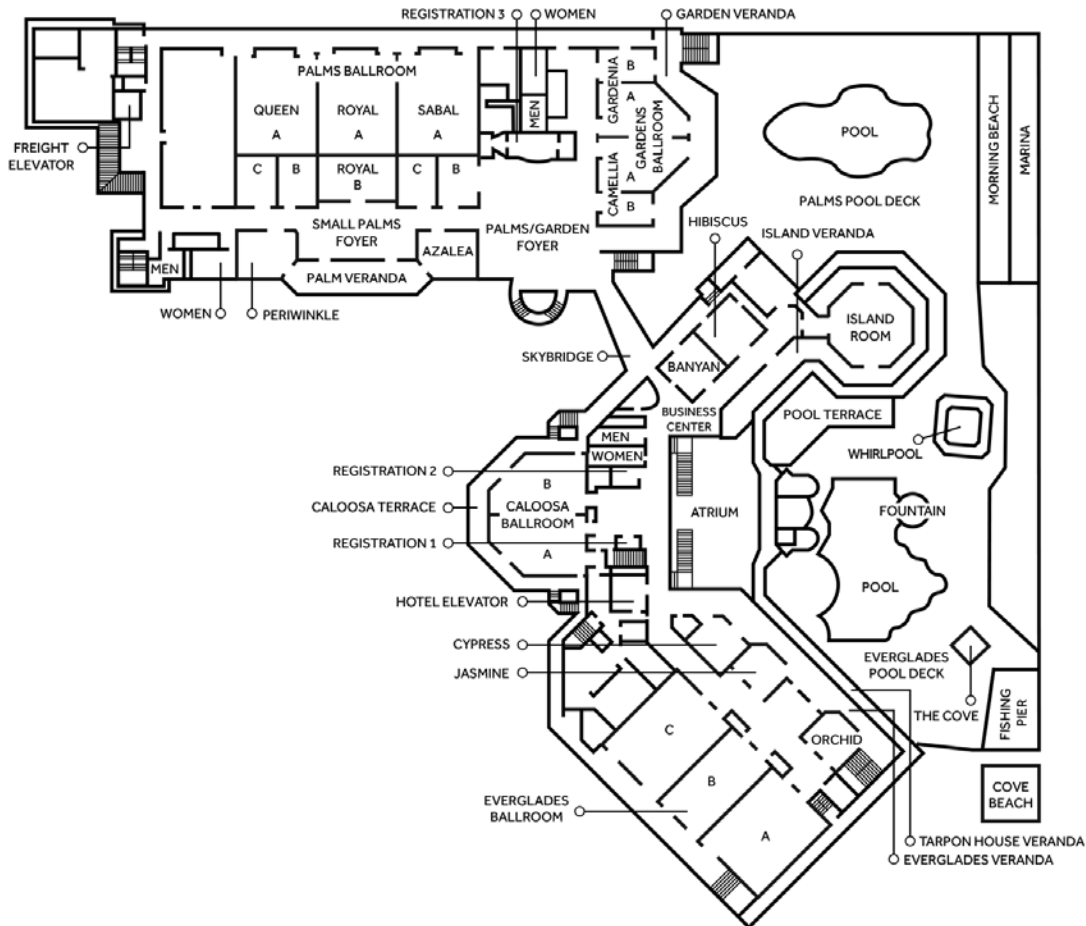 REGISTRATION 3
WOMEN
GARDEN VERANDA
PALMS BALLROOM
QUEEN
A
ROYAL
A
SABAL
A
MEN
GARDENIA
B
A
GARDENS
BALLROOM
CAMELLIA
A
B
POOL
MORNING BEACH
MARINA
FREIGHT
ELEVATOR
C
B
ROYAL
B
C
B
PALMS POOL DECK
HIBISCUS
ISLAND VERANDA
SMALL PALMS
FOYER
PALMS/GARDEN
FOYER
AZALEA
MEN
PALM VERANDA
WOMEN
PERIWINKLE
ISLAND
ROOM
SKYBRIDGE
BANYAN
BUSINESS
CENTER
POOL TERRACE
MEN
WOMEN
WHIRLPOOL
REGISTRATION 2
B
CALOOSA TERRACE
CALOOSA
BALLROOM
ATRIUM
FOUNTAIN
REGISTRATION 1
A
POOL
HOTEL ELEVATOR
CYPRESS
EVERGLADES
POOL DECK
JASMINE
THE COVE
FISHING
PIER
C
ORCHID
B
COVE
BEACH
EVERGLADES
BALLROOM
A
TARPON HOUSE VERANDA
EVERGLADES VERANDA